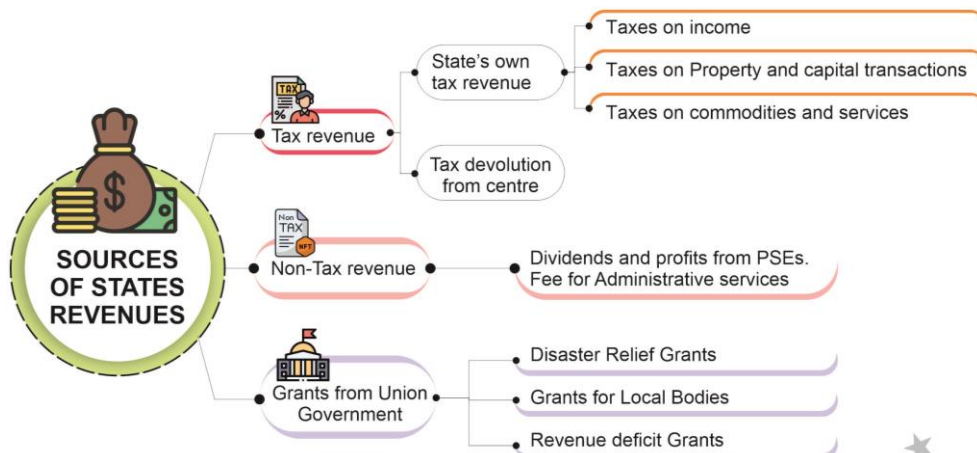 SOURCES
OF STATES
REVENUES
$
TAX
%
Tax revenue
State's own
tax revenue
Taxes on income
Taxes on Property and capital transactions
Taxes on commodities and services
Tax devolution
from centre
Non
TAX
NFT
Non-Tax revenue
Dividends and profits from PSEs.
Fee for Administrative services
Grants from Union
Government
Disaster Relief Grants
Grants for Local Bodies
Revenue deficit Grants